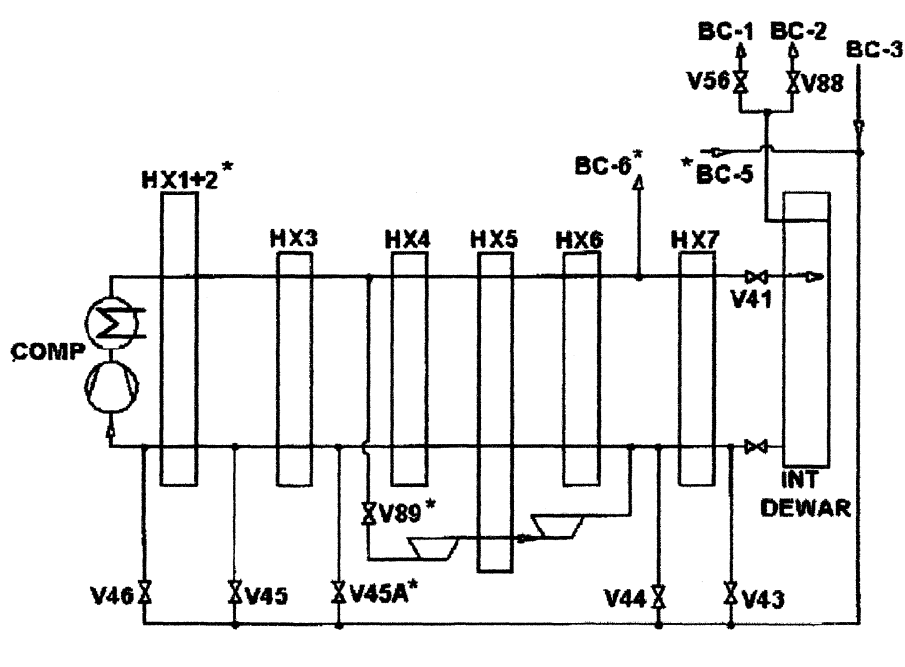 BC-1 BC-2
BC-3
V56 V88
BC-6* *BC-5
HX1+2*
HX3 HX4 HX5 HX6 HX7
V41
COMP
INT
DEWAR
V89*
V46 V45 V45A* V44 V43